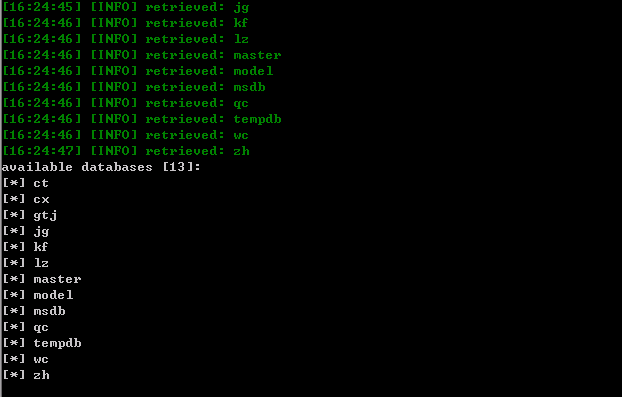 [16:24:45] [INFO] retrieved: jg
[16:24:46] [INFO] retrieved: kf
[16:24:46] [INFO] retrieved: lz
[16:24:46] [INFO] retrieved: master
[16:24:46] [INFO] retrieved: model
[16:24:46] [INFO] retrieved: msdb
[16:24:46] [INFO] retrieved: qc
[16:24:46] [INFO] retrieved: tempdb
[16:24:46] [INFO] retrieved: wc
[16:24:47] [INFO] retrieved: zh
available databases [13]:
[*] ct
[*] cx
[*] gtj
[*] jg
[*] kf
[*] lz
[*] master
[*] model
[*] msdb
[*] qc
[*] tempdb
[*] wc
[*] zh